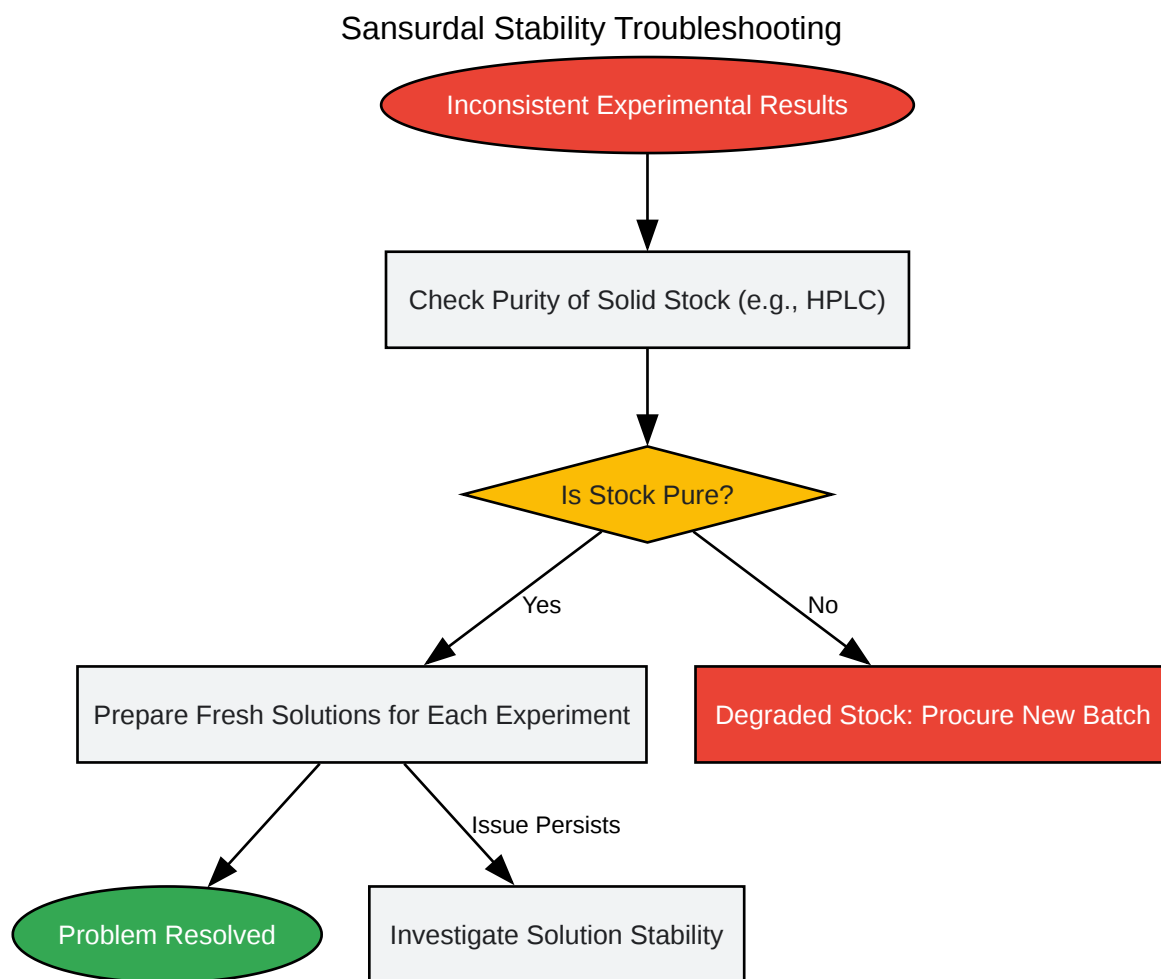 Sansurdal Stability Troubleshooting
Inconsistent Experimental Results
Check Purity of Solid Stock (e.g., HPLC)
Is Stock Pure?
Yes
No
Prepare Fresh Solutions for Each Experiment
Degraded Stock: Procure New Batch
Issue Persists
Problem Resolved
Investigate Solution Stability